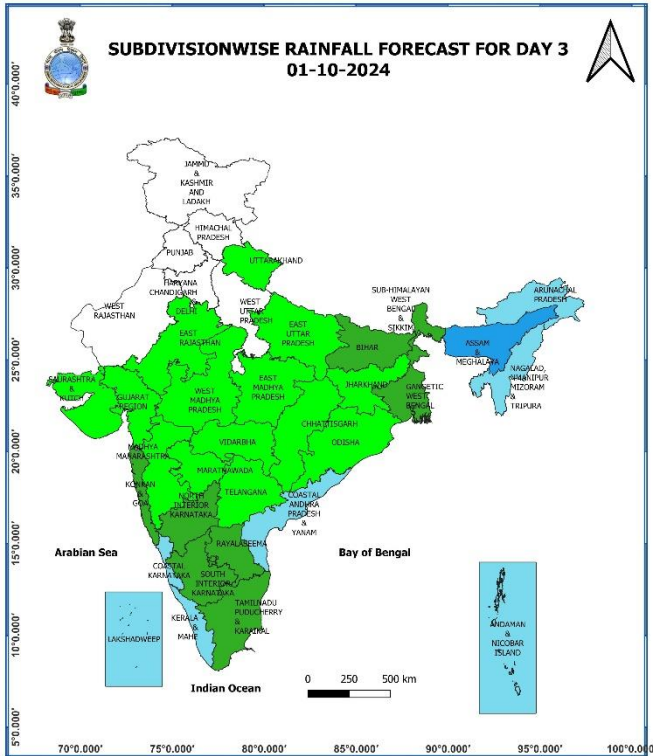 SUBDIVISIONWISE RAINFALL FORECAST FOR DAY 3
01-10-2024
40°0.000'
35°0.000'
30°0.000'
25°0.000'
20°0.000'
15°0.000'
10°0.000'
5°0.000'
JAMMU
&
KASHMIR
AND
LADAKH
HIMACHAL
PRADESH
PUNJAB
UTTARAKHAND
HARYANA
CHANDIGARH
&
DELHI
WEST
RAJASTHAN
WEST
UTTAR
PRADESH
SUB-HIMALAYAN
WEST
BENGAL
&
SIKKIM
ARUNACHAL
PRADESH
EAST
RAJASTHAN
EAST
UTTAR
PRADESH
BIHAR
ASSAM
&
MEGHALAYA
NAGALAD,
MANIPUR
MIZORAM
&
TRIPURA
SAURASHTRA
&
KUTCH
GUJARAT
REGION
WEST
MADHYA
PRADESH
EAST
MADHYA
PRADESH
JHARKHAND
GANGETIC
WEST
BENGAL
CHHATTISGARH
ODISHA
VIDARBHA
MADHYA
MAHARASHTRA
MARATHAWADA
KONKAN
&
GOA
TELANGANA
NORTH
INTERIOR
KARNATAKA
COASTAL
ANDHRA
PRADESH
&
YANAM
Arabian Sea
RAYALASEEMA
Bay of Bengal
COASTAL
KARNATAKA
SOUTH
INTERIOR
KARNATAKA
TAMILNADU
PUDUCHERRY
&
KARAIKAL
KERALA
&
MAHE
LAKSHADWEEP
ANDAMAN
&
NICOBAR
ISLAND
Indian Ocean
0 250 500 km
70°0.000' 75°0.000' 80°0.000' 85°0.000' 90°0.000' 95°0.000' 100°0.000'